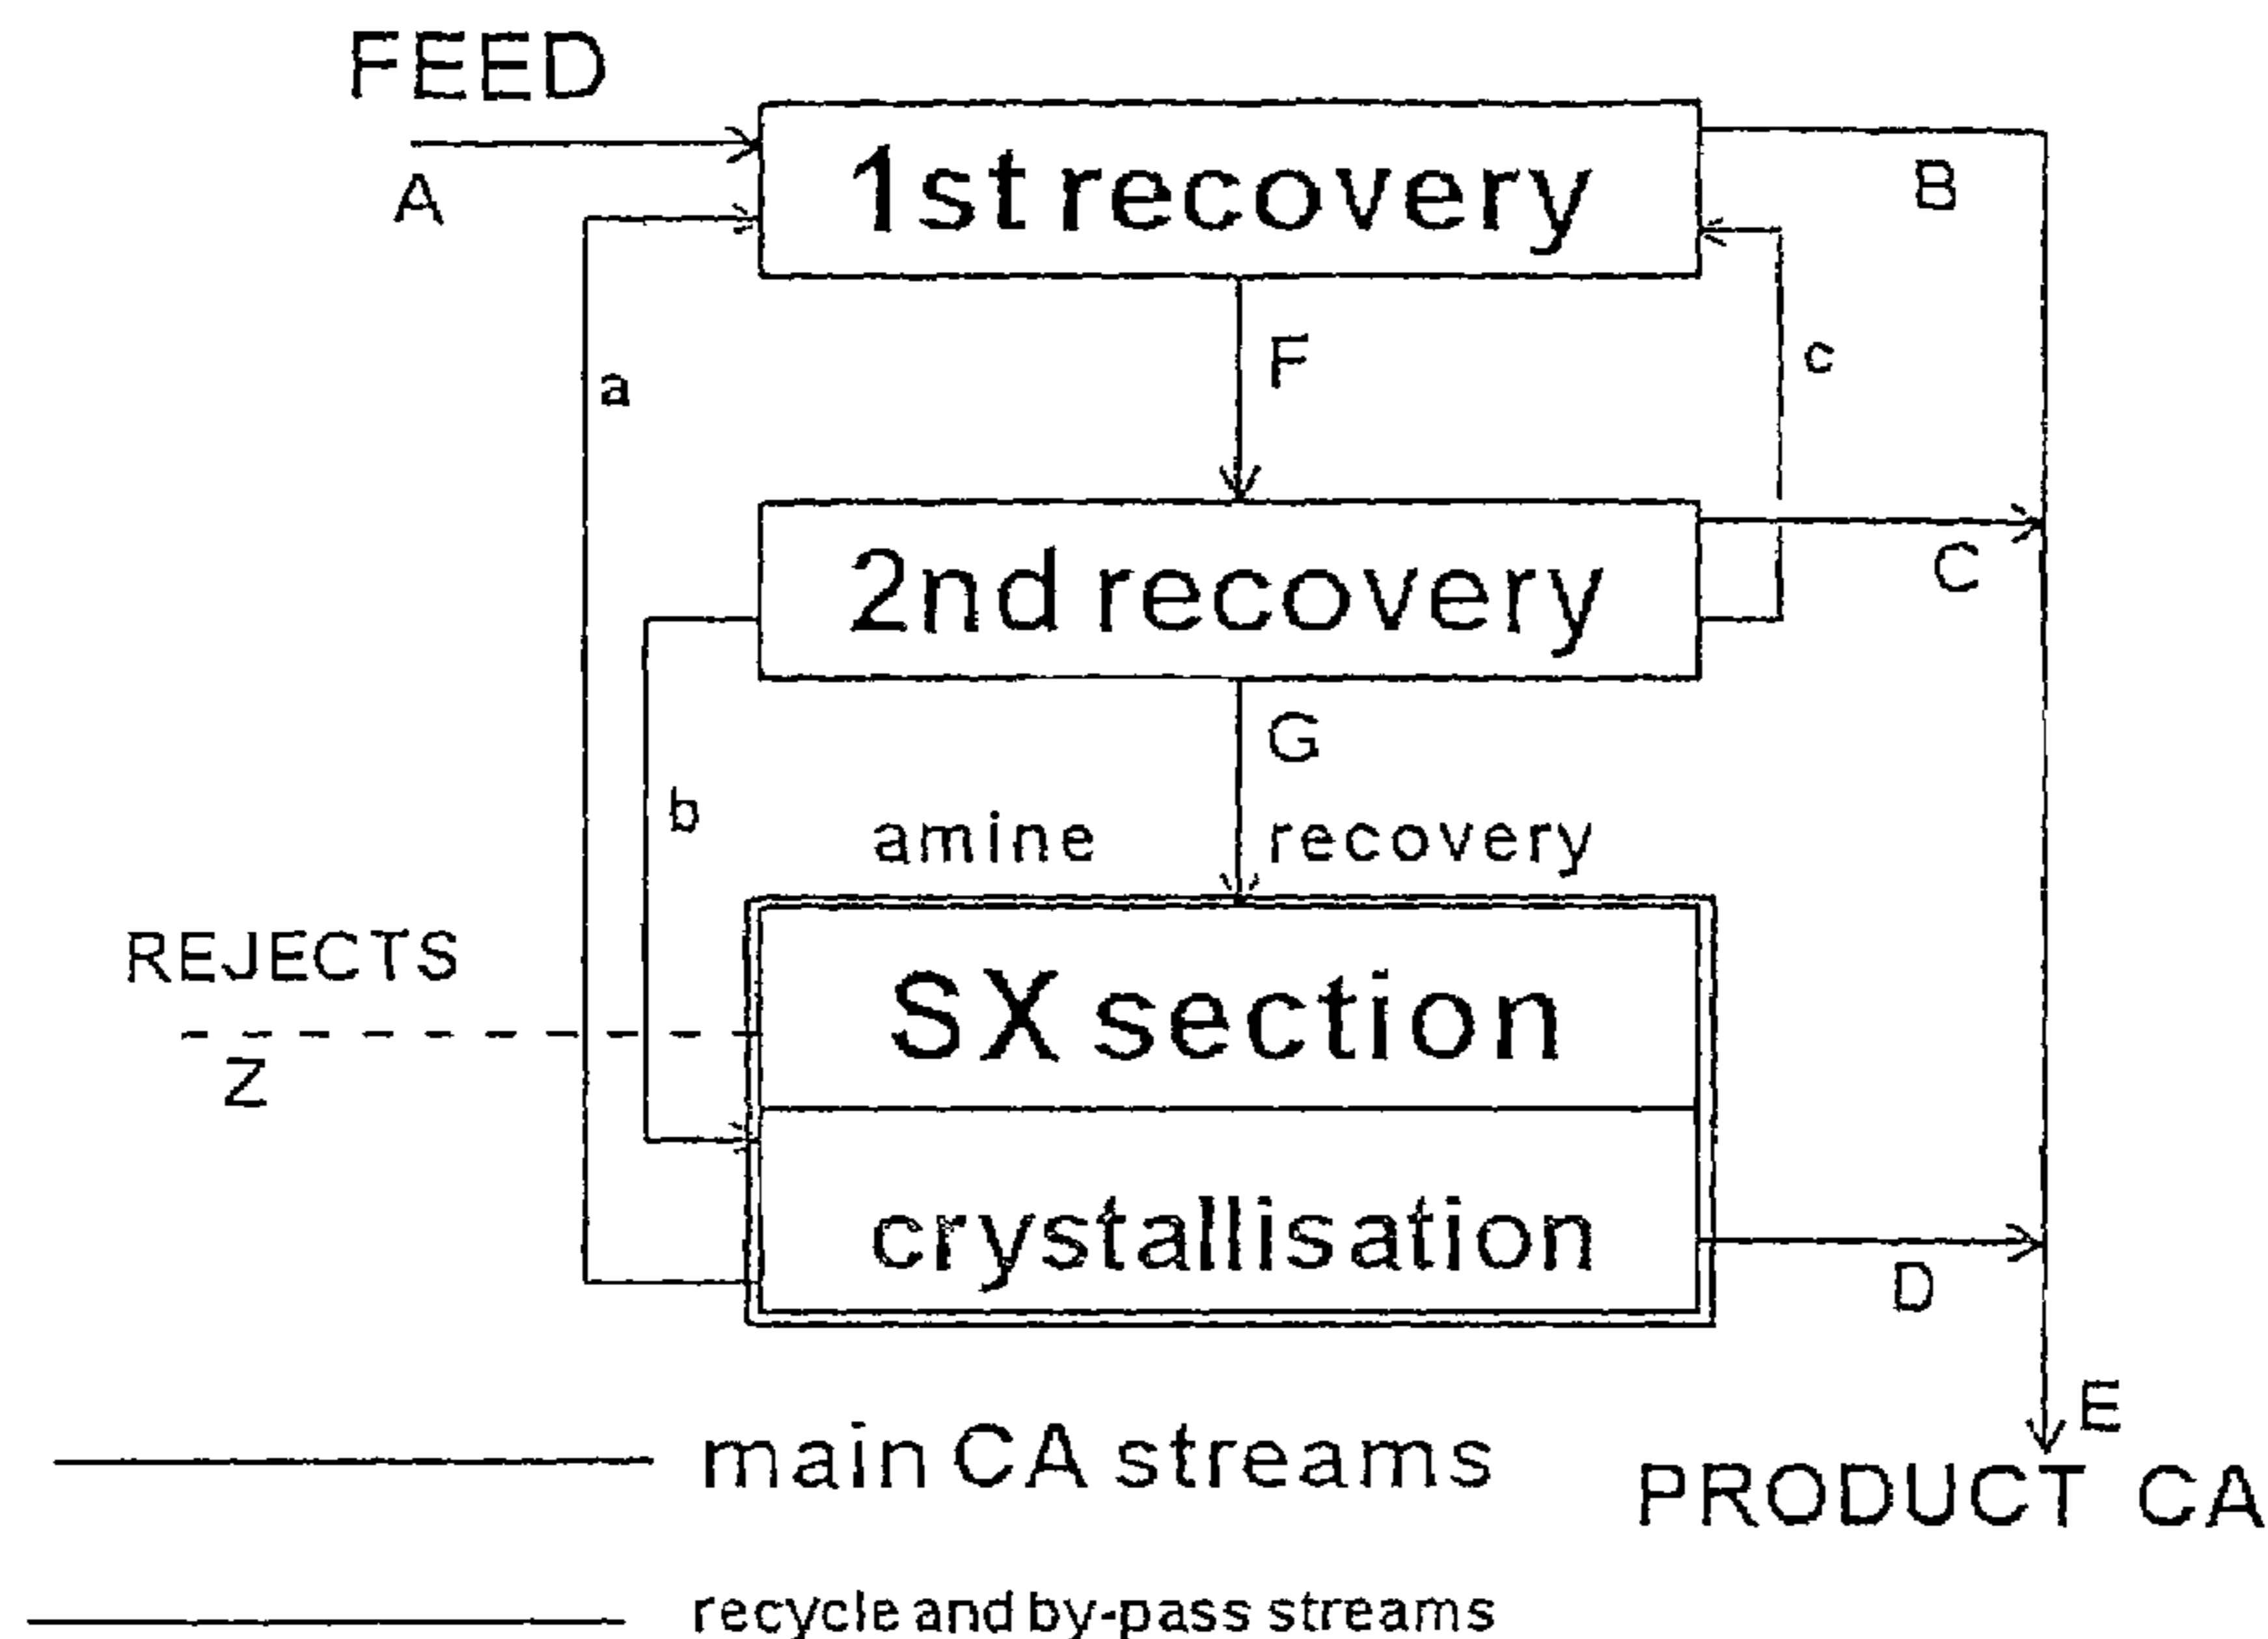 FEED
A
1st recovery
B
a
F
c
2nd recovery
C
b
G
amine recovery
REJECTS
Z
SX section
crystallisation
D
E
main CA streams
PRODUCT CA
recycle and by-pass streams